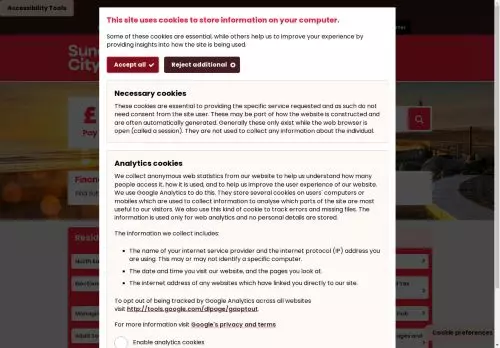 Accessibility Tools
This site uses cookies to store information on your computer.
Some of these cookies are essential, while others help us to improve your experience by
providing insights into how the site is being used.
Accept all
Reject additional
City
£
Pay
Necessary cookies
These cookies are essential to providing the specific service requested and as such do not
need consent from the site user. These may be part of how the website is constructed and
are often automatically generated. Generally these only exist while the web browser is
open (called a session). They are not used to collect any information about the individual.
Analytics cookies
We collect anonymous web statistics from our website to help us understand how many
people access it, how it is used, and to help us improve the user experience of our website.
We use Google Analytics to do this. They store several cookies on users' computers or
mobiles which are used to collect information to analyse which parts of the site are most
useful to our visitors. We also use this kind of cookie to track errors and missing files. The
information is used only for web analytics and no personal details are stored.
The information we collect includes:
• The name of your internet service provider and the internet protocol (IP) address you
are using. This may or may not identify a specific computer.
• The date and time you visit our website, and the pages you look at.
• The internet address of any websites which have linked you directly to our site.
To opt out of being tracked by Google Analytics across all websites
visit http://tools.google.com/dlpage/gaoptout.
For more information visit Google's privacy and terms
Enable analytics cookies
Cookie preferences